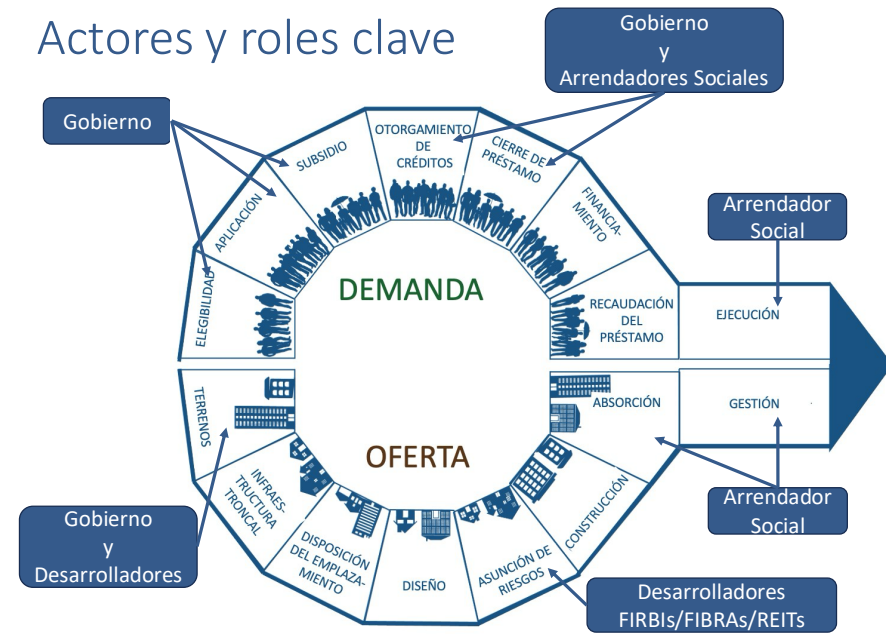 Actores y roles clave
Gobierno
y
Arrendadores Sociales
Gobierno
SUBSIDIO
OTORGAMIENTO
DE
CRÉDITOS
CIERRE DE
PRÉSTAMO
APLICACIÓN
FINANCIA-
MIENTO
Arrendador
Social
ELEGIBILIDAD
DEMANDA
RECAUDACIÓN
DEL
PRÉSTAMO
EJECUCIÓN
TERRENOS
OFERTA
ABSORCIÓN
GESTIÓN
INFRAES-
TRUCTURA
TRONCAL
DISPOSICIÓN
DEL EMPLAZA-
MIENTO
DISEÑO
ASUNCIÓN DE
RIESGOS
CONSTRUCCIÓN
Arrendador
Social
Gobierno
y
Desarrolladores
Desarrolladores
FIRBIs/FIBRAs/REITs